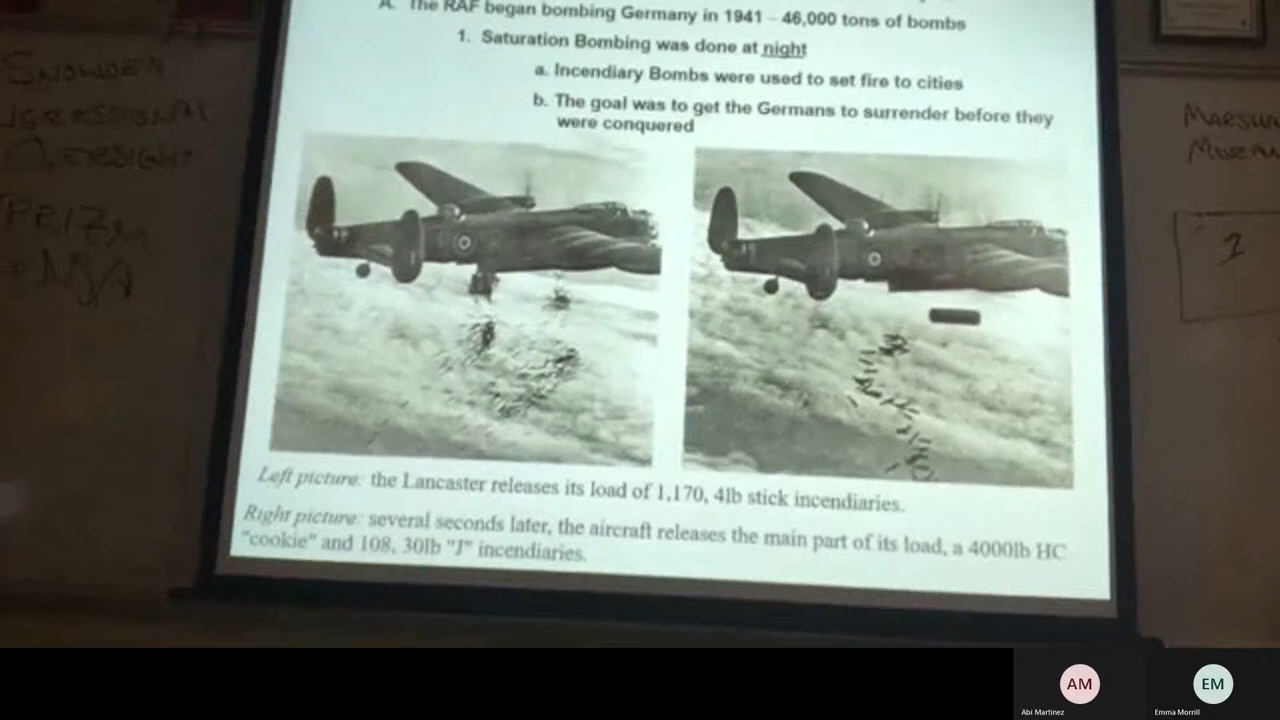 A. The RAF began bombing Germany in 1941 – 46,000 tons of bombs
1. Saturation Bombing was done at night
a. Incendiary Bombs were used to set fire to cities
b. The goal was to get the Germans to surrender before they
were conquered
Left picture: the Lancaster releases its load of 1,170, 4lb stick incendiaries.
Right picture: several seconds later, the aircraft releases the main part of its load, a 4000lb HC
"cookie" and 108, 30lb "J" incendiaries.
SNOWDEN
OVERSIGHT
NSA
1
AM
EM
Abi Martinez
Emma Morrill